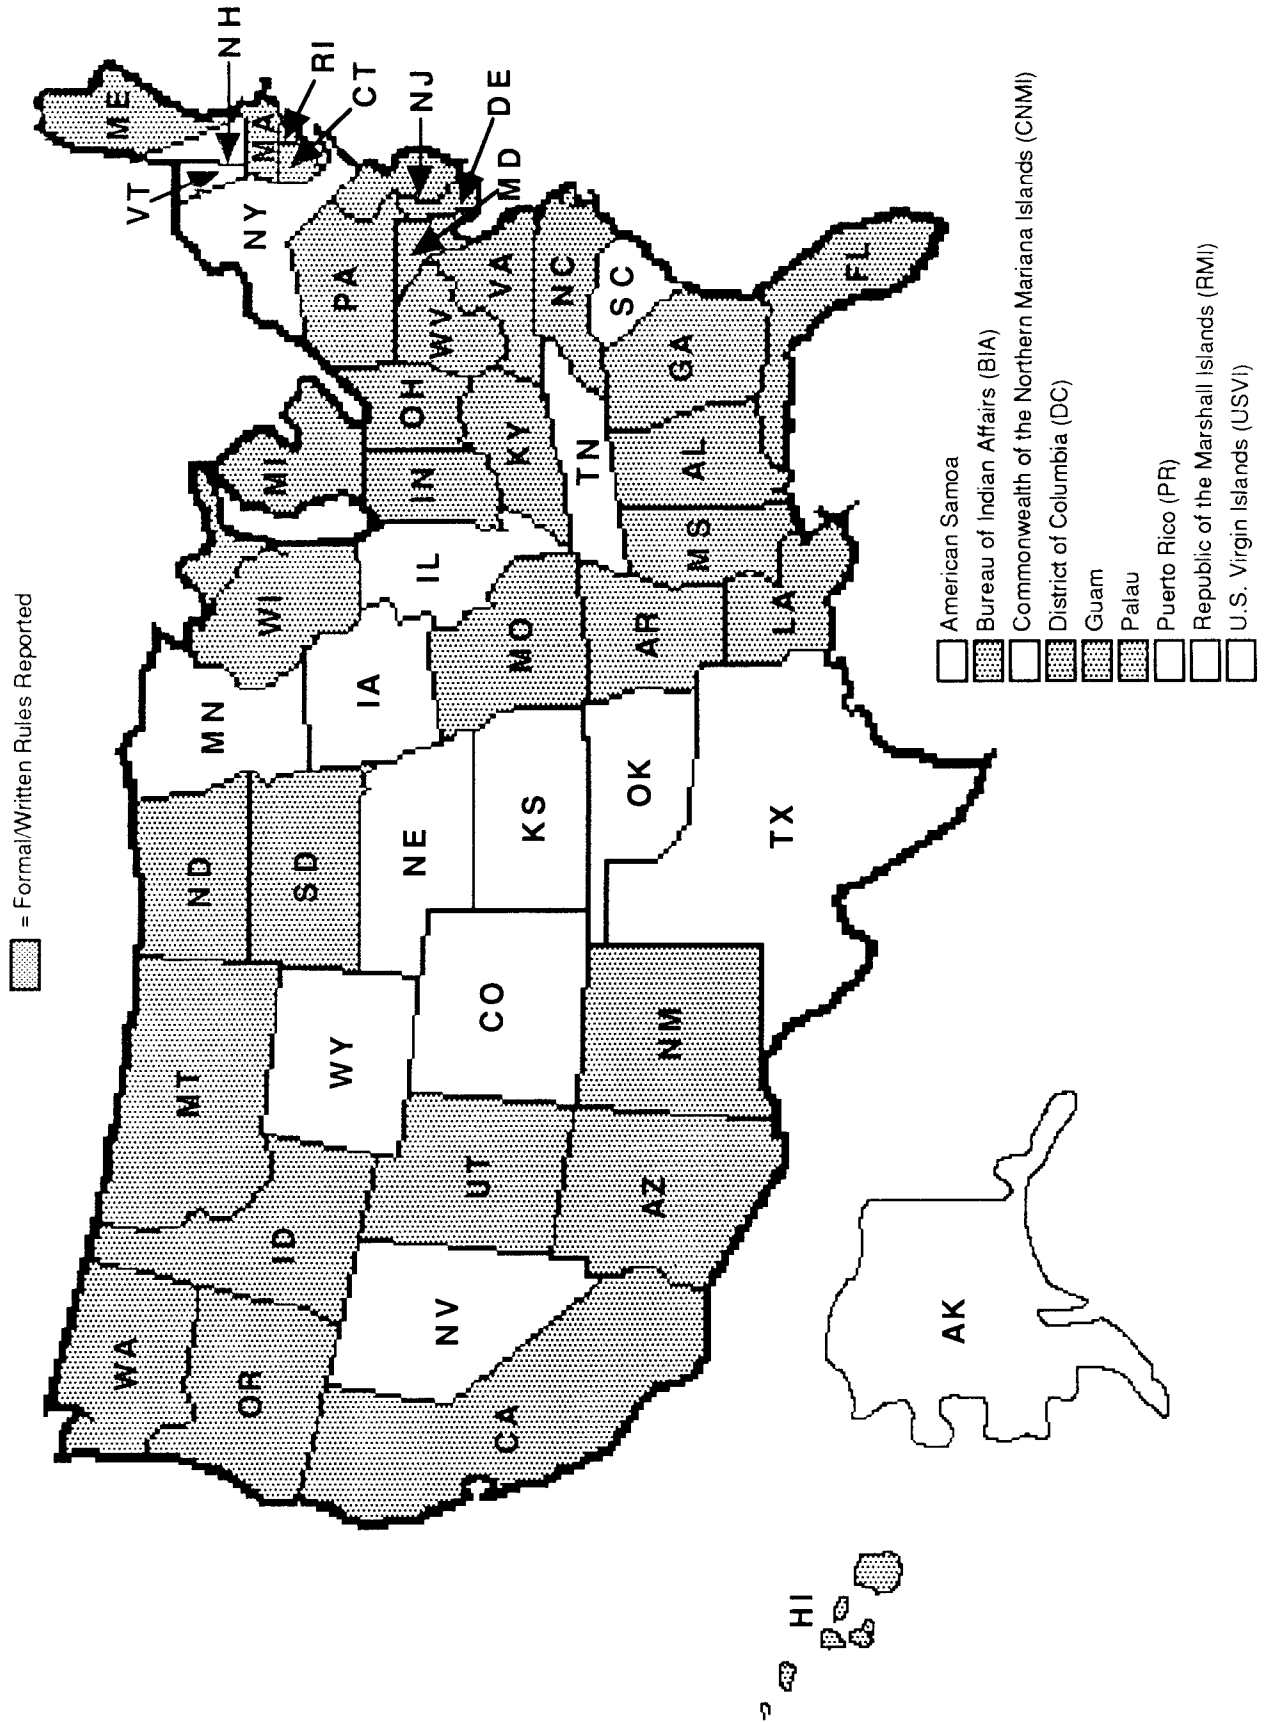 = Formal/Written Rules Reported
WA
OR
CA
NV
ID
MT
WY
UT
AZ
CO
NM
ND
SD
NE
KS
OK
TX
MN
IA
MO
AR
LA
WI
IL
MI
IN
OH
KY
TN
MS
AL
GA
FL
SC
NC
VA
WV
PA
NY
VT
ME
NH
MA
RI
CT
NJ
DE
MD
HI
AK
American Samoa
Bureau of Indian Affairs (BIA)
Commonwealth of the Northern Mariana Islands (CNMI)
District of Columbia (DC)
Guam
Palau
Puerto Rico (PR)
Republic of the Marshall Islands (RMI)
U.S. Virgin Islands (USVI)